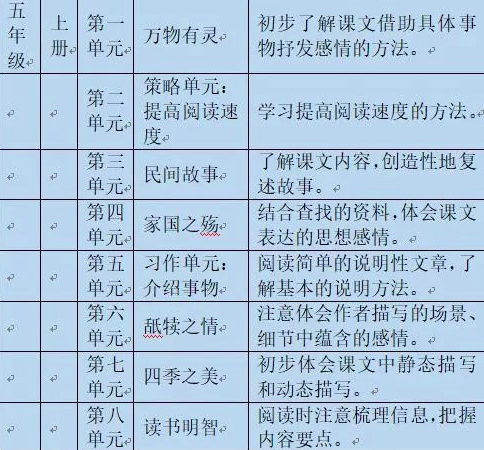 五年级 上册 第一单元 万物有灵 初步了解课文借助具体事物抒发感情的方法。
第二单元 策略单元：提高阅读速度 学习提高阅读速度的方法。
第三单元 民间故事 了解课文内容,创造性地复述故事。
第四单元 家国之殇 结合查找的资料,体会课文表达的思想感情。
第五单元 习作单元：介绍事物 阅读简单的说明性文章,了解基本的说明方法。
第六单元 舐犊之情 注意体会作者描写的场景、细节中蕴含的感情。
第七单元 四季之美 初步体会课文中静态描写和动态描写。
第八单元 读书明智 阅读时注意梳理信息,把握内容要点。